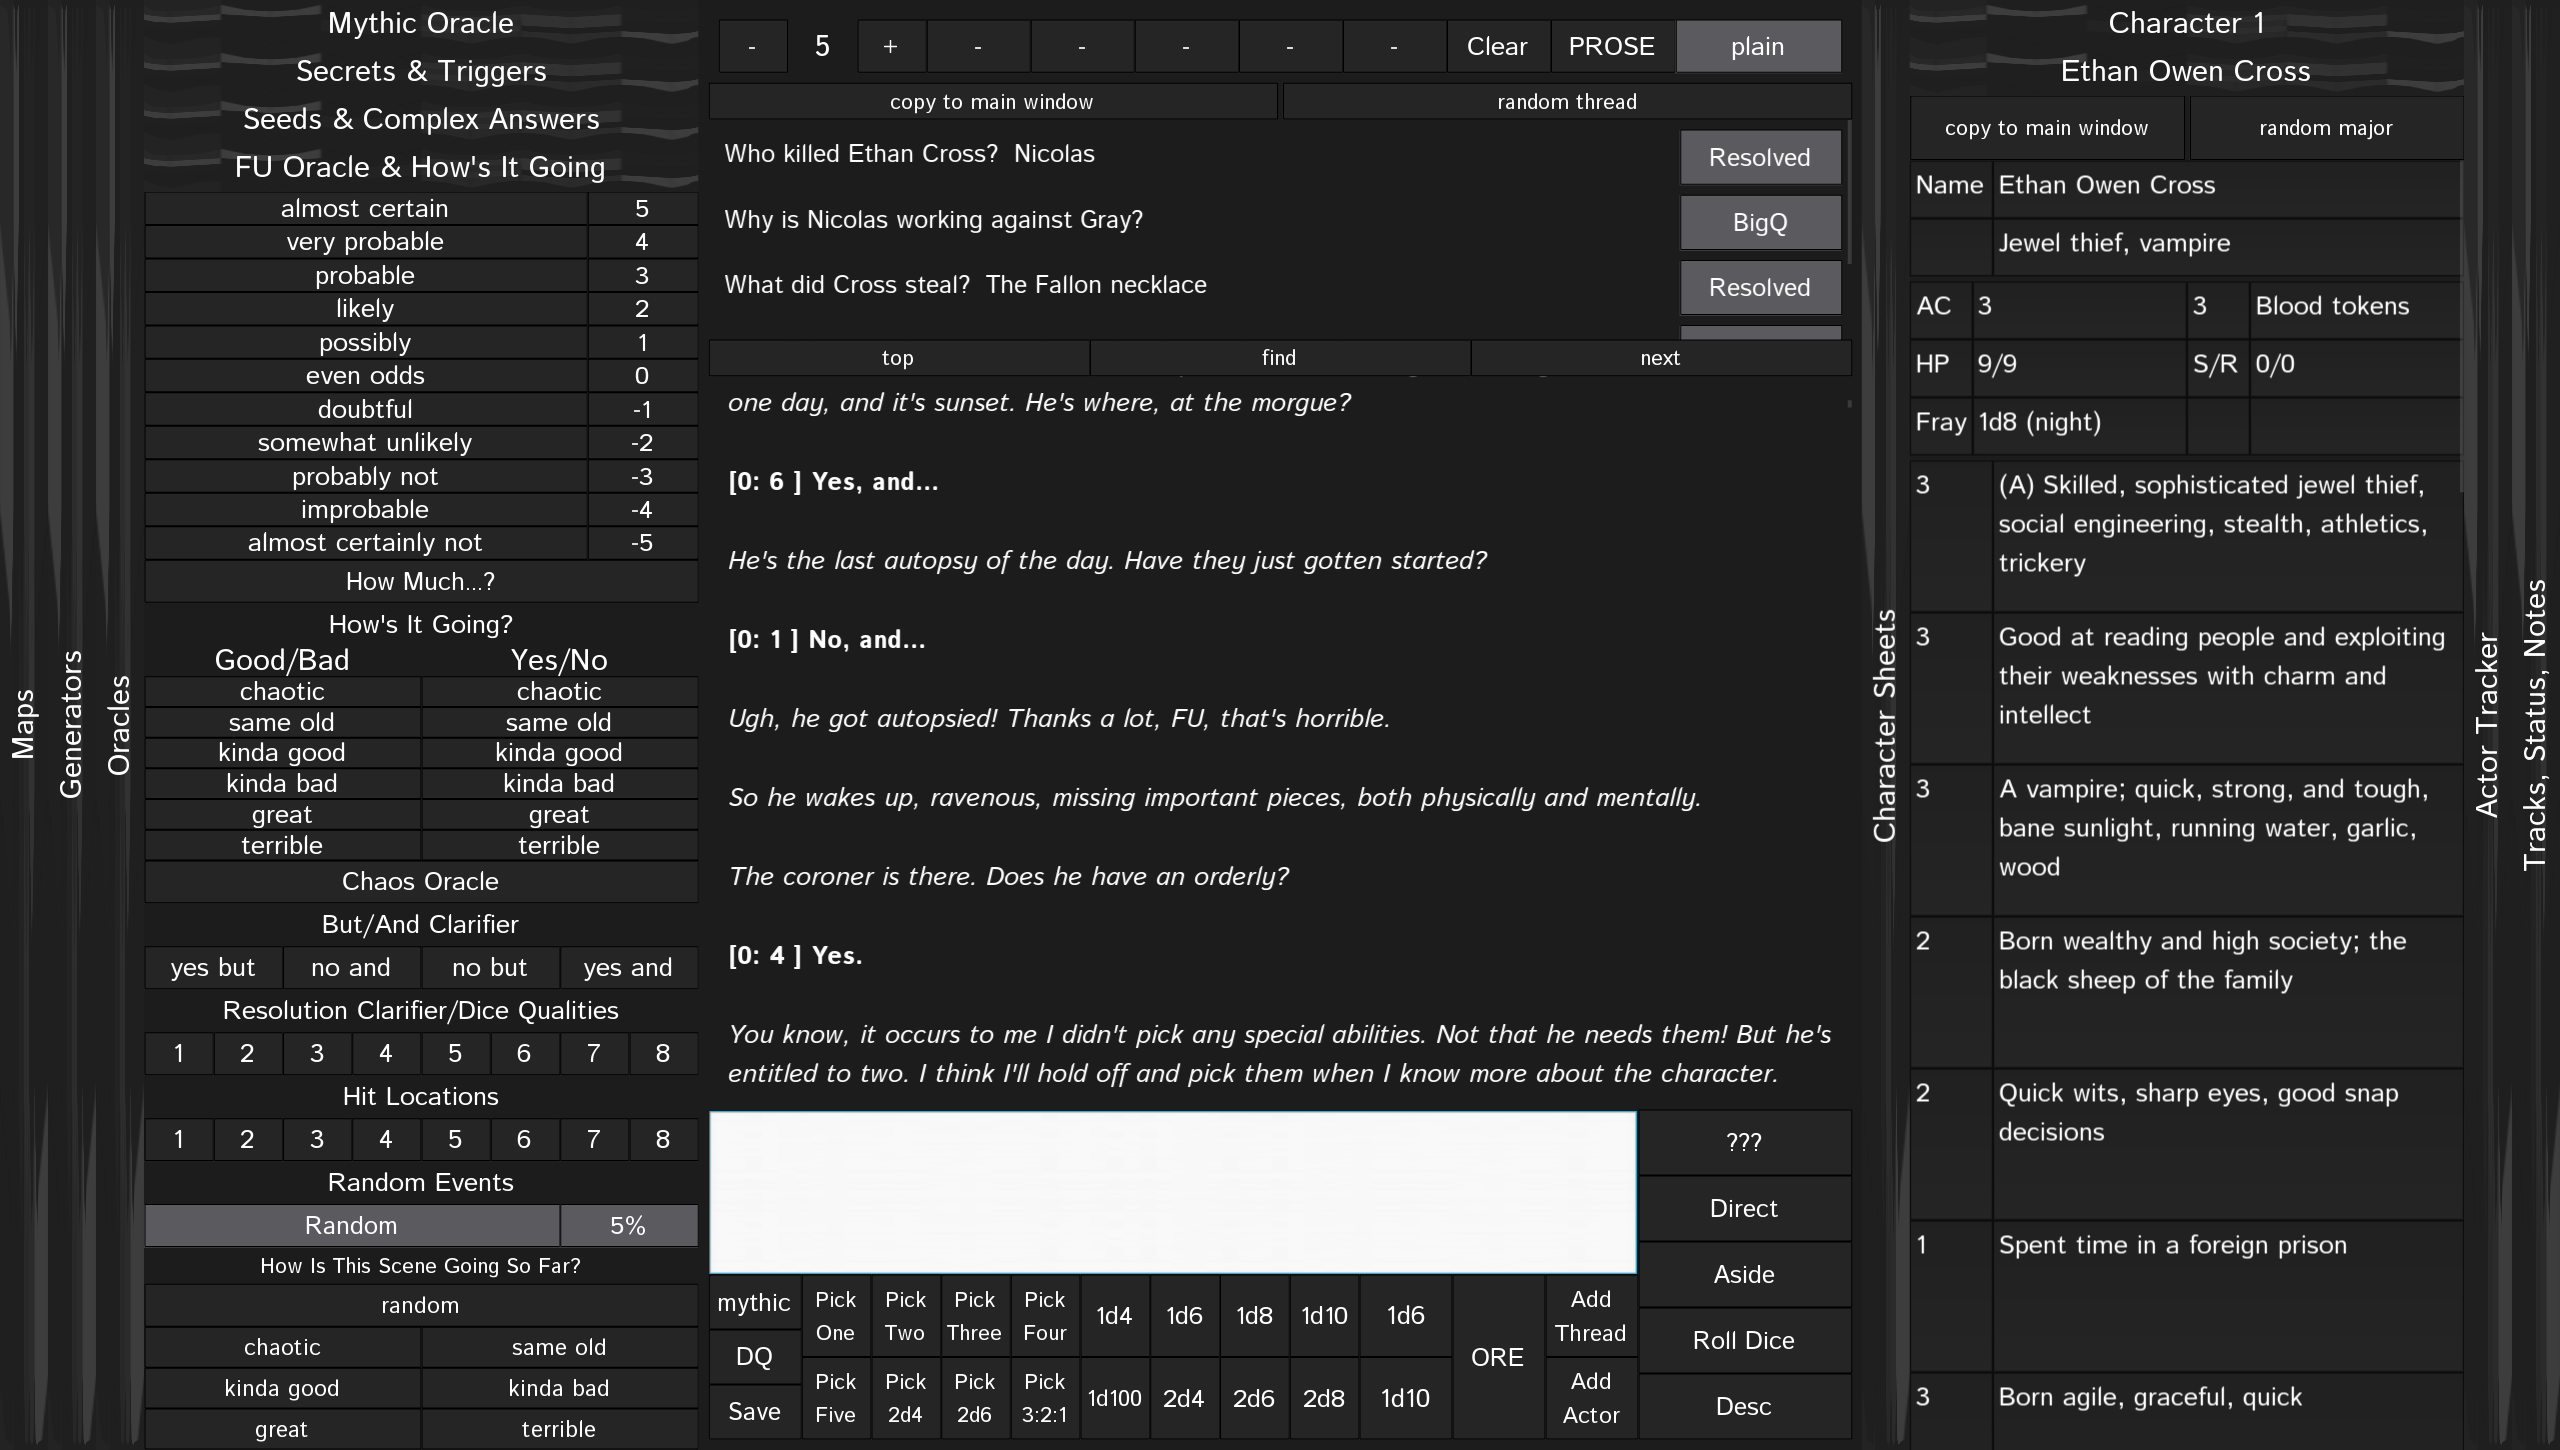 Maps
Generators
Oracles
Mythic Oracle
Secrets & Triggers
Seeds & Complex Answers
FU Oracle & How's It Going
almost certain 5
very probable 4
probable 3
likely 2
possibly 1
even odds 0
doubtful -1
somewhat unlikely -2
probably not -3
improbable -4
almost certainly not -5
How Much...?
How's It Going?
Good/Bad Yes/No
chaotic chaotic
same old same old
kinda good kinda good
kinda bad kinda bad
great great
terrible terrible
Chaos Oracle
But/And Clarifier
yes but no and no but yes and
Resolution Clarifier/Dice Qualities
1 2 3 4 5 6 7 8
Hit Locations
1 2 3 4 5 6 7 8
Random Events
Random 5%
How Is This Scene Going So Far?
random
chaotic same old
kinda good kinda bad
great terrible
- 5 + - - - - - Clear PROSE plain
copy to main window random thread
Who killed Ethan Cross?  Nicolas Resolved
Why is Nicolas working against Gray? BigQ
What did Cross steal?  The Fallon necklace Resolved
top find next
one day, and it's sunset. He's where, at the morgue?
[0: 6 ] Yes, and...
He's the last autopsy of the day. Have they just gotten started?
[0: 1 ] No, and...
Ugh, he got autopsied! Thanks a lot, FU, that's horrible.
So he wakes up, ravenous, missing important pieces, both physically and mentally.
The coroner is there. Does he have an orderly?
[0: 4 ] Yes.
You know, it occurs to me I didn't pick any special abilities. Not that he needs them! But he's
entitled to two. I think I'll hold off and pick them when I know more about the character.
???
Direct
Aside
Roll Dice
Desc
mythic
DQ
Save
Pick One
Pick Two
Pick Three
Pick Four
1d4 1d6 1d8 1d10 1d6
Pick Five
Pick 2d4
Pick 2d6
Pick 3:2:1
1d100 2d4 2d6 2d8 1d10
ORE
Add Thread
Add Actor
Character Sheets
Character 1
Ethan Owen Cross
copy to main window random major
Name Ethan Owen Cross
Jewel thief, vampire
AC 3 3 Blood tokens
HP 9/9 S/R 0/0
Fray 1d8 (night)
3 (A) Skilled, sophisticated jewel thief,
social engineering, stealth, athletics,
trickery
3 Good at reading people and exploiting
their weaknesses with charm and
intellect
3 A vampire; quick, strong, and tough,
bane sunlight, running water, garlic,
wood
2 Born wealthy and high society; the
black sheep of the family
2 Quick wits, sharp eyes, good snap
decisions
1 Spent time in a foreign prison
3 Born agile, graceful, quick
Actor Tracker
Tracks, Status, Notes